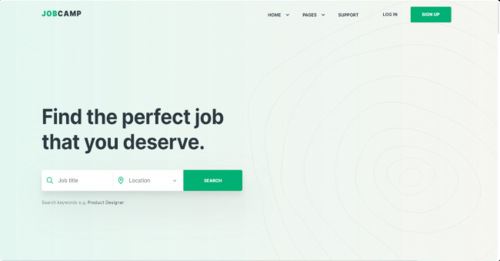 JOBCAMP
HOME PAGES SUPPORT LOG IN SIGN UP
Find the perfect job
that you deserve.
Job title Location SEARCH
Search keywords e.g. Product Designer